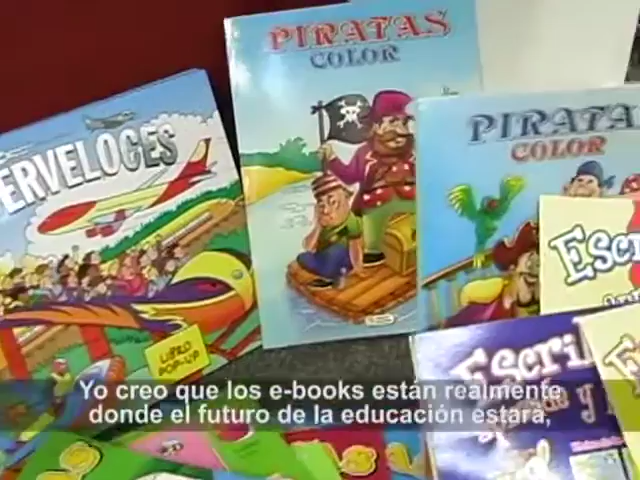 PIRATAS
COLOR
ERVELOCES
LIBRO
POP-UP
PIRATA
COLOR
Escri
Escri
Yo creo que los e-books están realmente
donde el futuro de la educación estará,